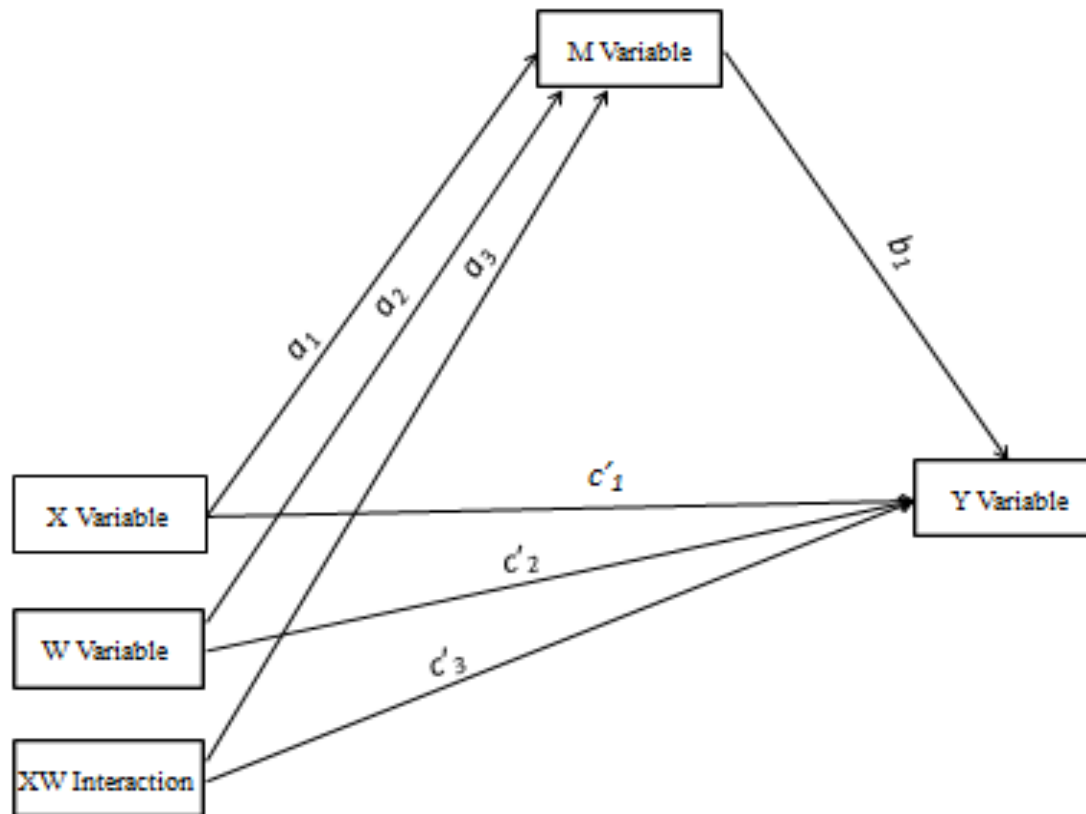 M Variable
a₁
a₂
a₃
b₁
X Variable
c'₁
Y Variable
c'₂
W Variable
c'₃
XW Interaction